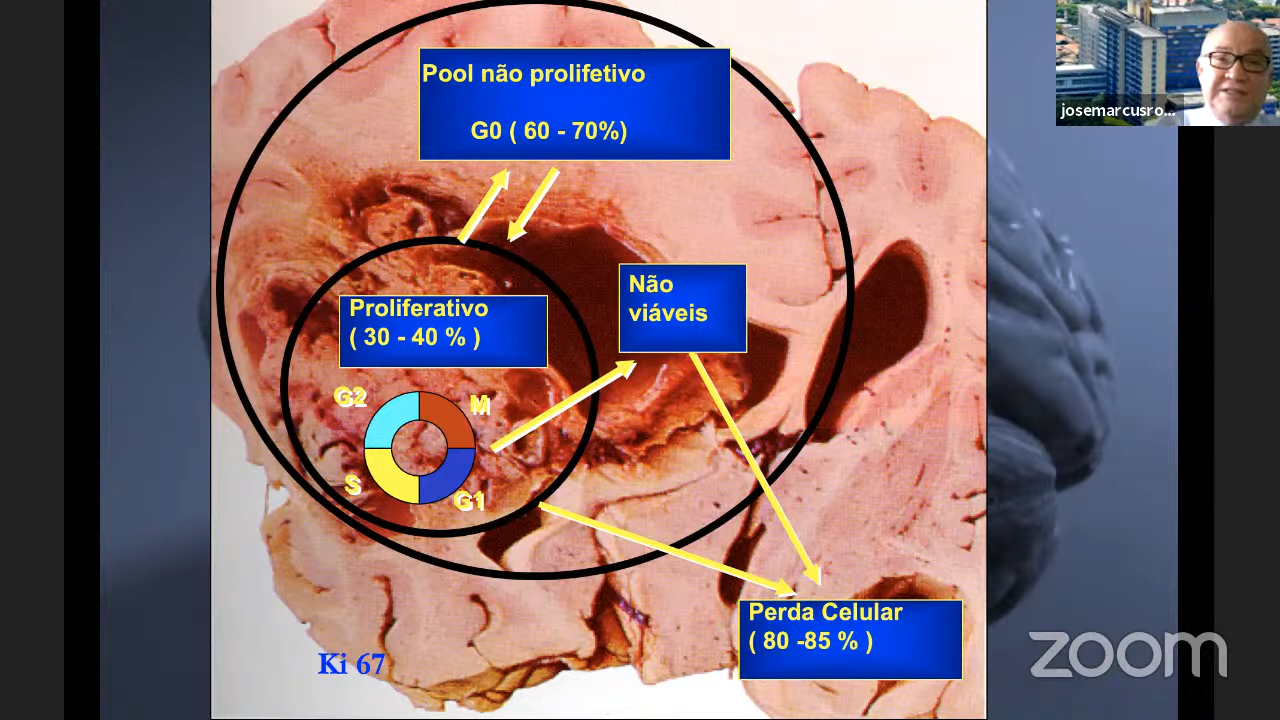 Pool não prolifetivo
G0 ( 60 - 70%)
josemarcusro...
Não
viáveis
Proliferativo
( 30 - 40 % )
G2
M
S
G1
Perda Celular
( 80 -85 % )
Ki 67
zoom